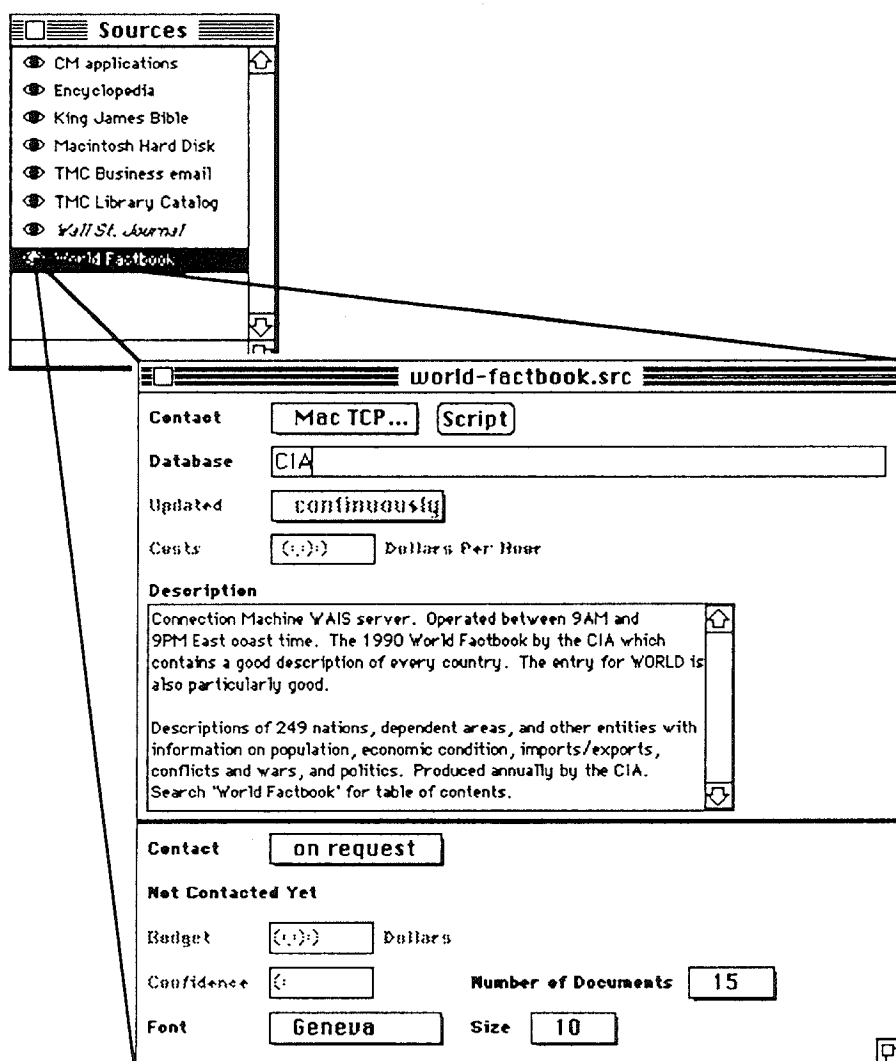 Sources
CM applications
Encyclopedia
King James Bible
Macintosh Hard Disk
TMC Business email
TMC Library Catalog
Wall St. Journal
World Factbook
world-factbook.src
Contact Mac TCP... Script
Database CIA
Updated continuously
Costs Dollars Per Hour
Description
Connection Machine WAIS server. Operated between 9AM and
9PM East coast time. The 1990 World Factbook by the CIA which
contains a good description of every country. The entry for WORLD is
also particularly good.
Descriptions of 249 nations, dependent areas, and other entities with
information on population, economic condition, imports/exports,
conflicts and wars, and politics. Produced annually by the CIA.
Search 'World Factbook' for table of contents.
Contact on request
Not Contacted Yet
Budget Dollars
Confidence Number of Documents 15
Font Geneva Size 10